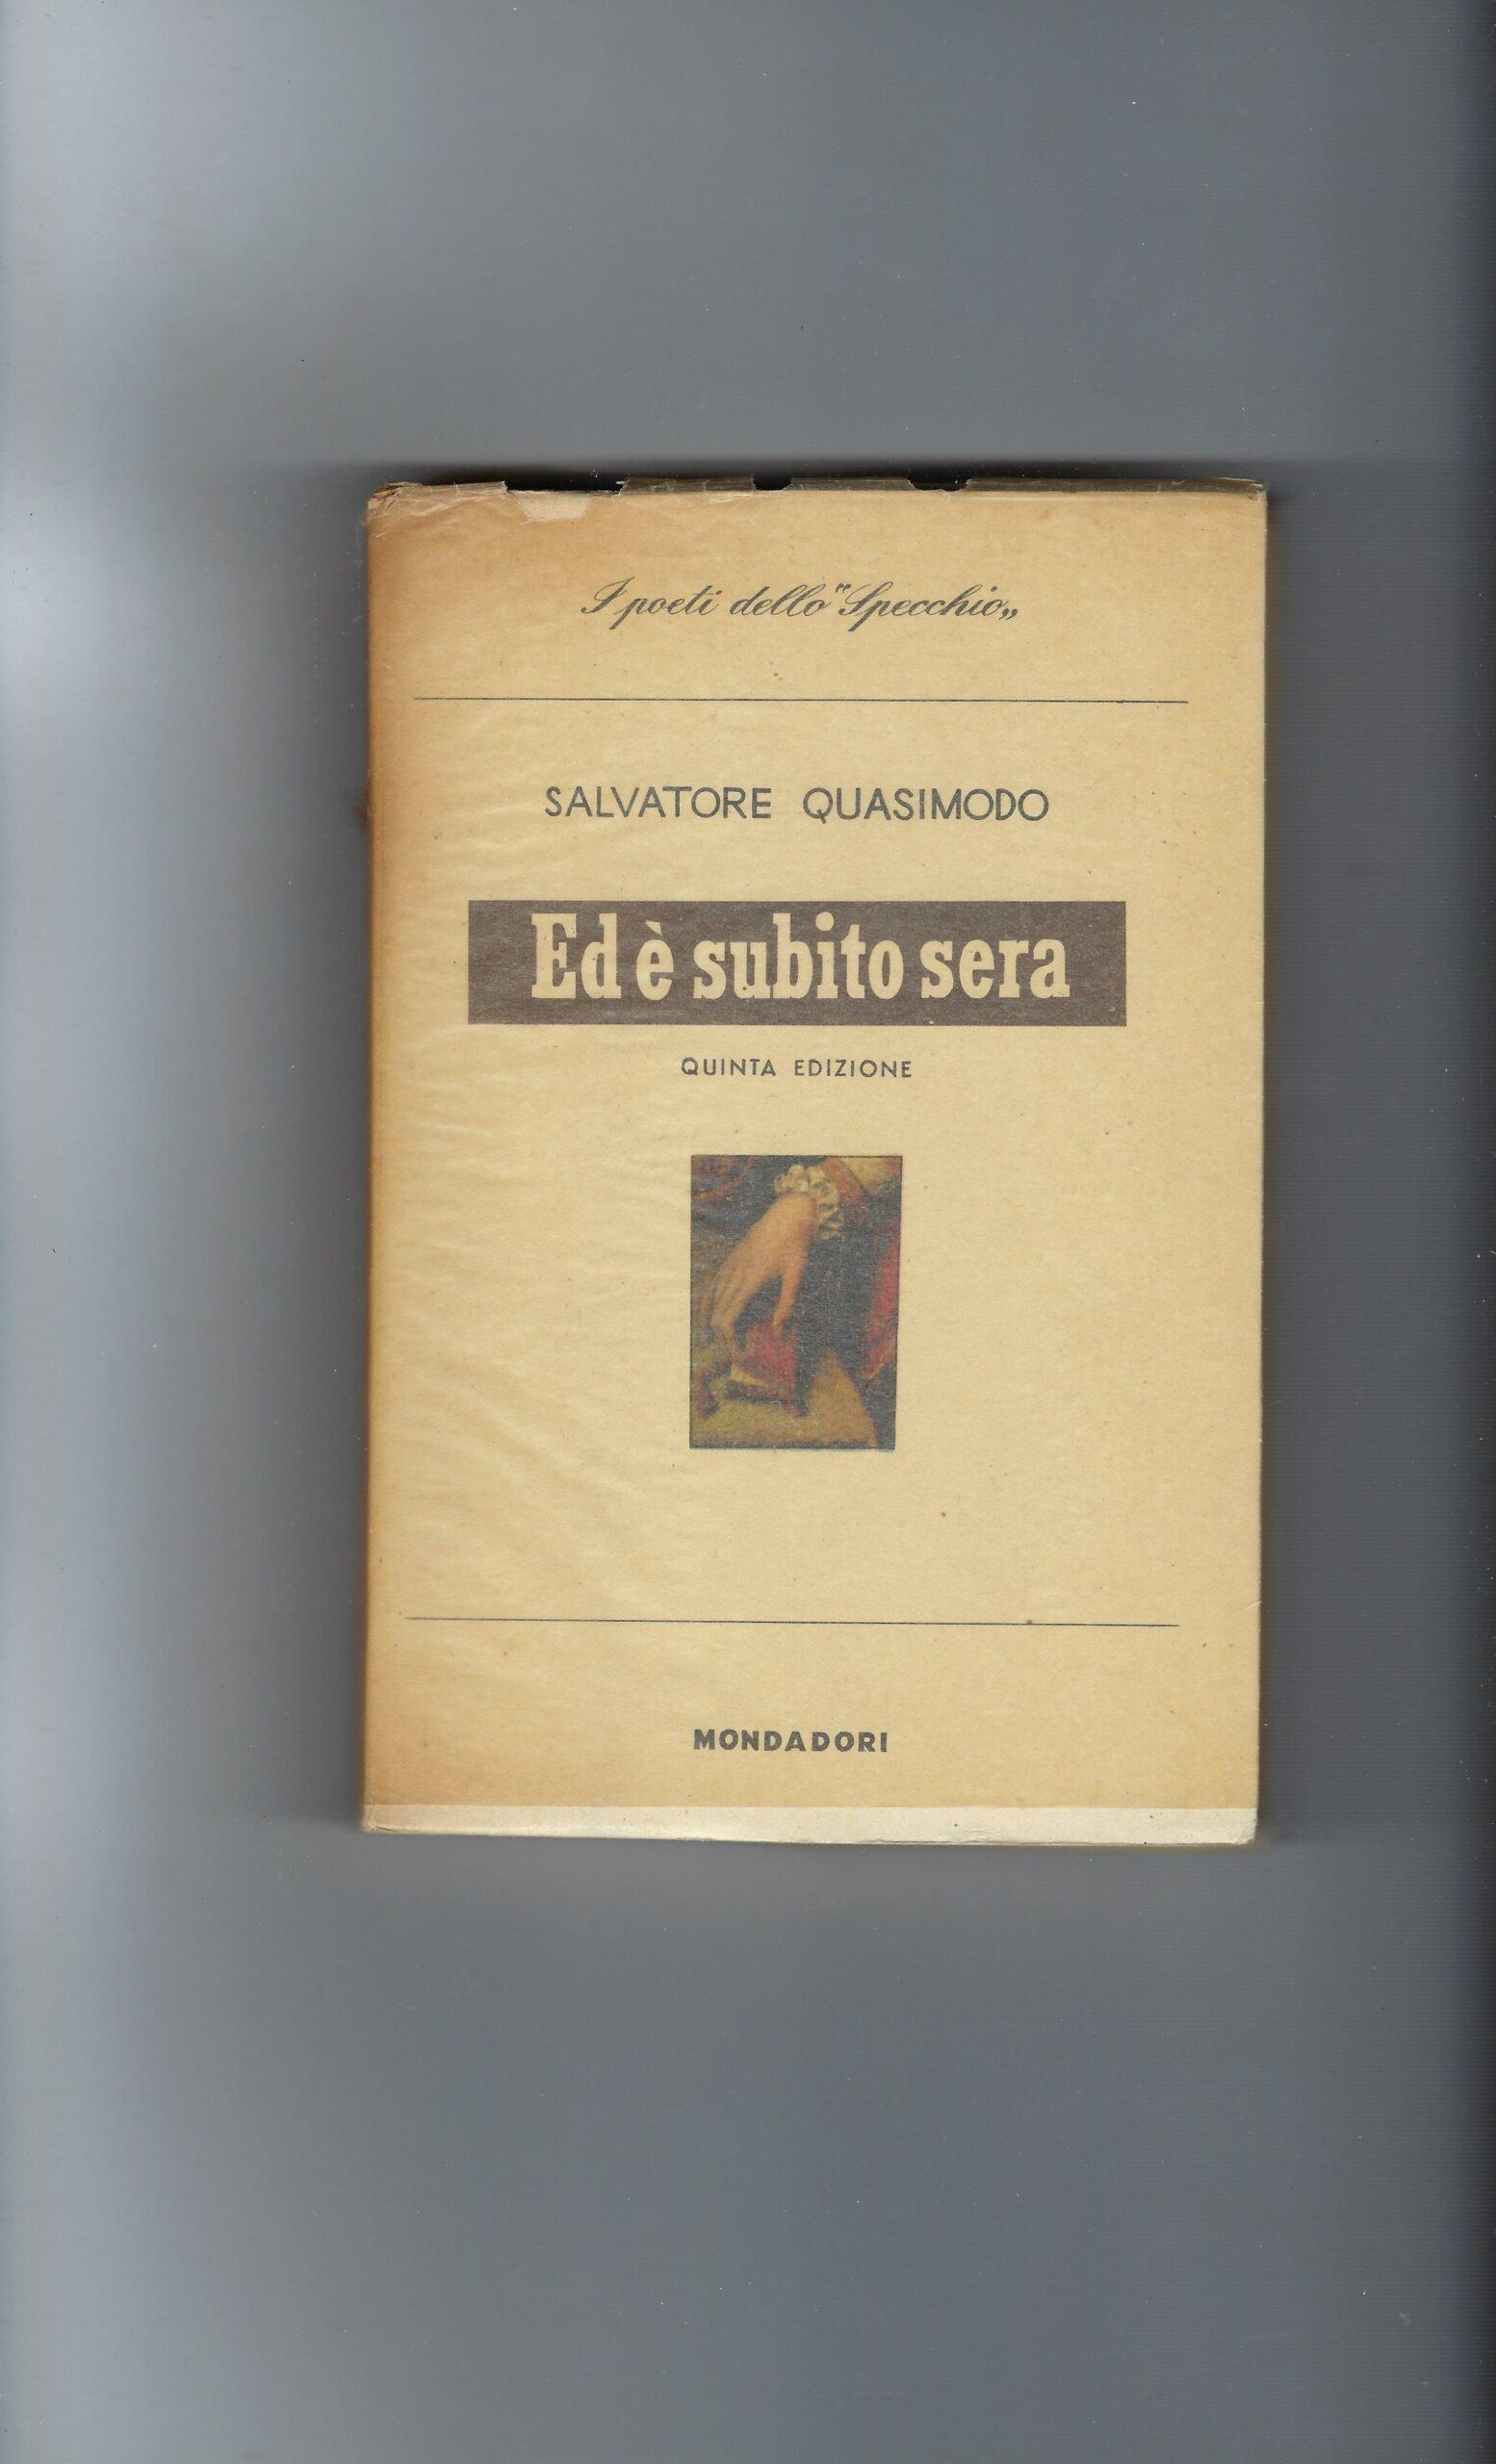 I poeti dello "Specchio„
SALVATORE QUASIMODO
Ed è subito sera
QUINTA EDIZIONE
MONDADORI